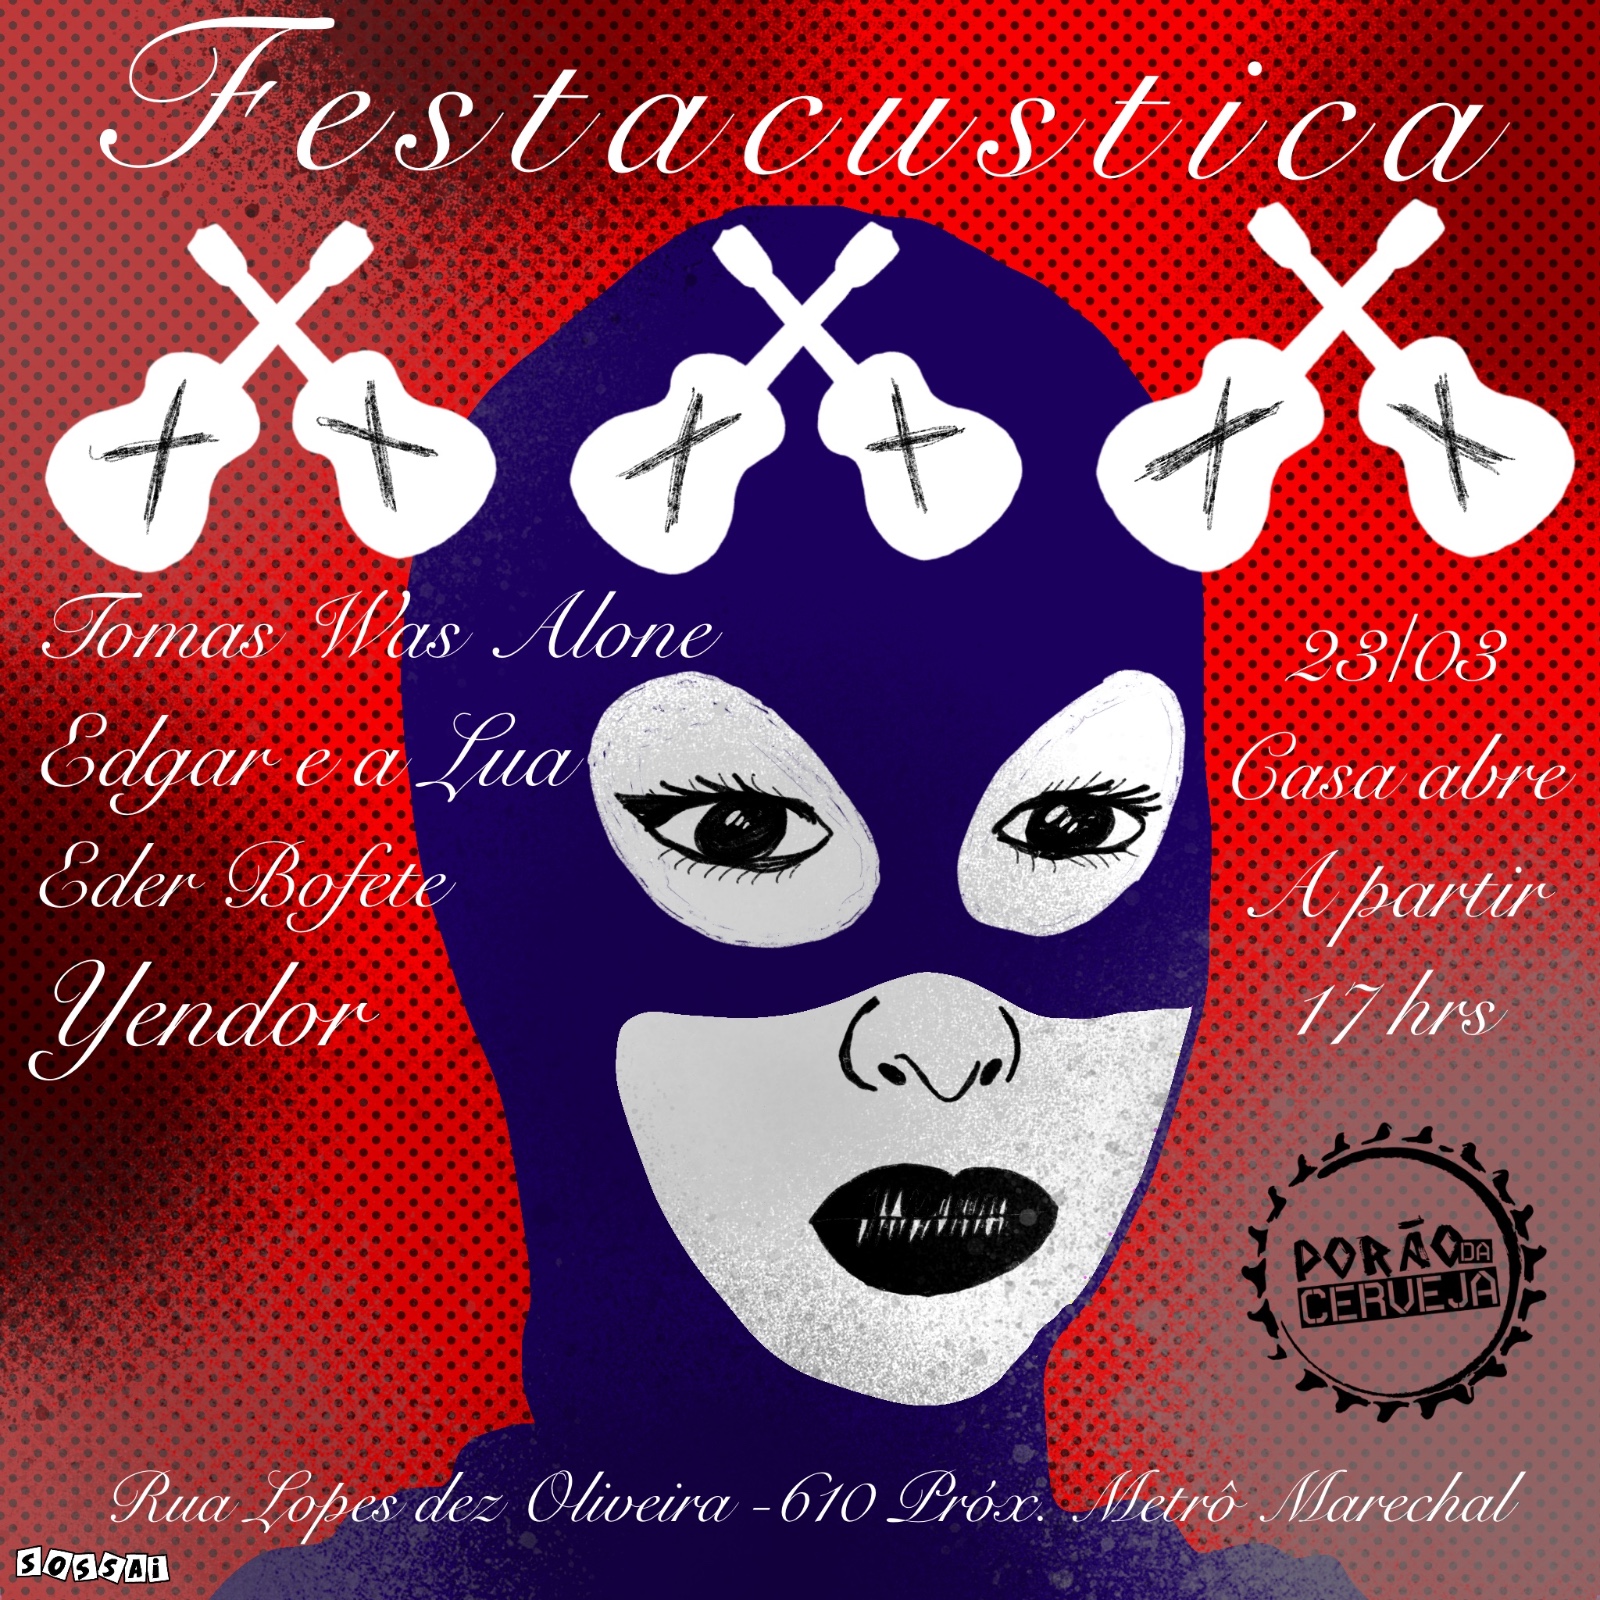 Festacustica
Tomas Was Alone
Edgar e a Lua
Eder Bofete
Yendor
23/03
Casa abre
A partir
17 hrs
PORÃO DA
CERVEJA
Rua Lopes dez Oliveira -610 Próx. Metrô Marechal
SOSSAi